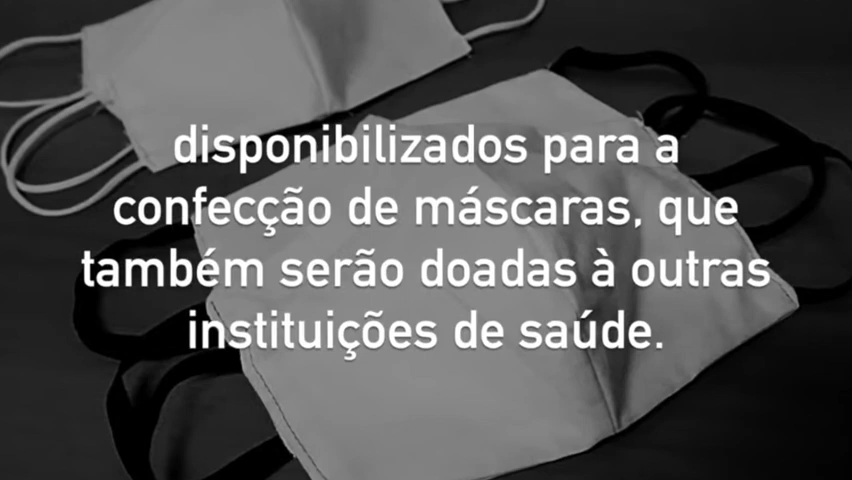 disponibilizados para a
confecção de máscaras, que
também serão doadas à outras
instituições de saúde.